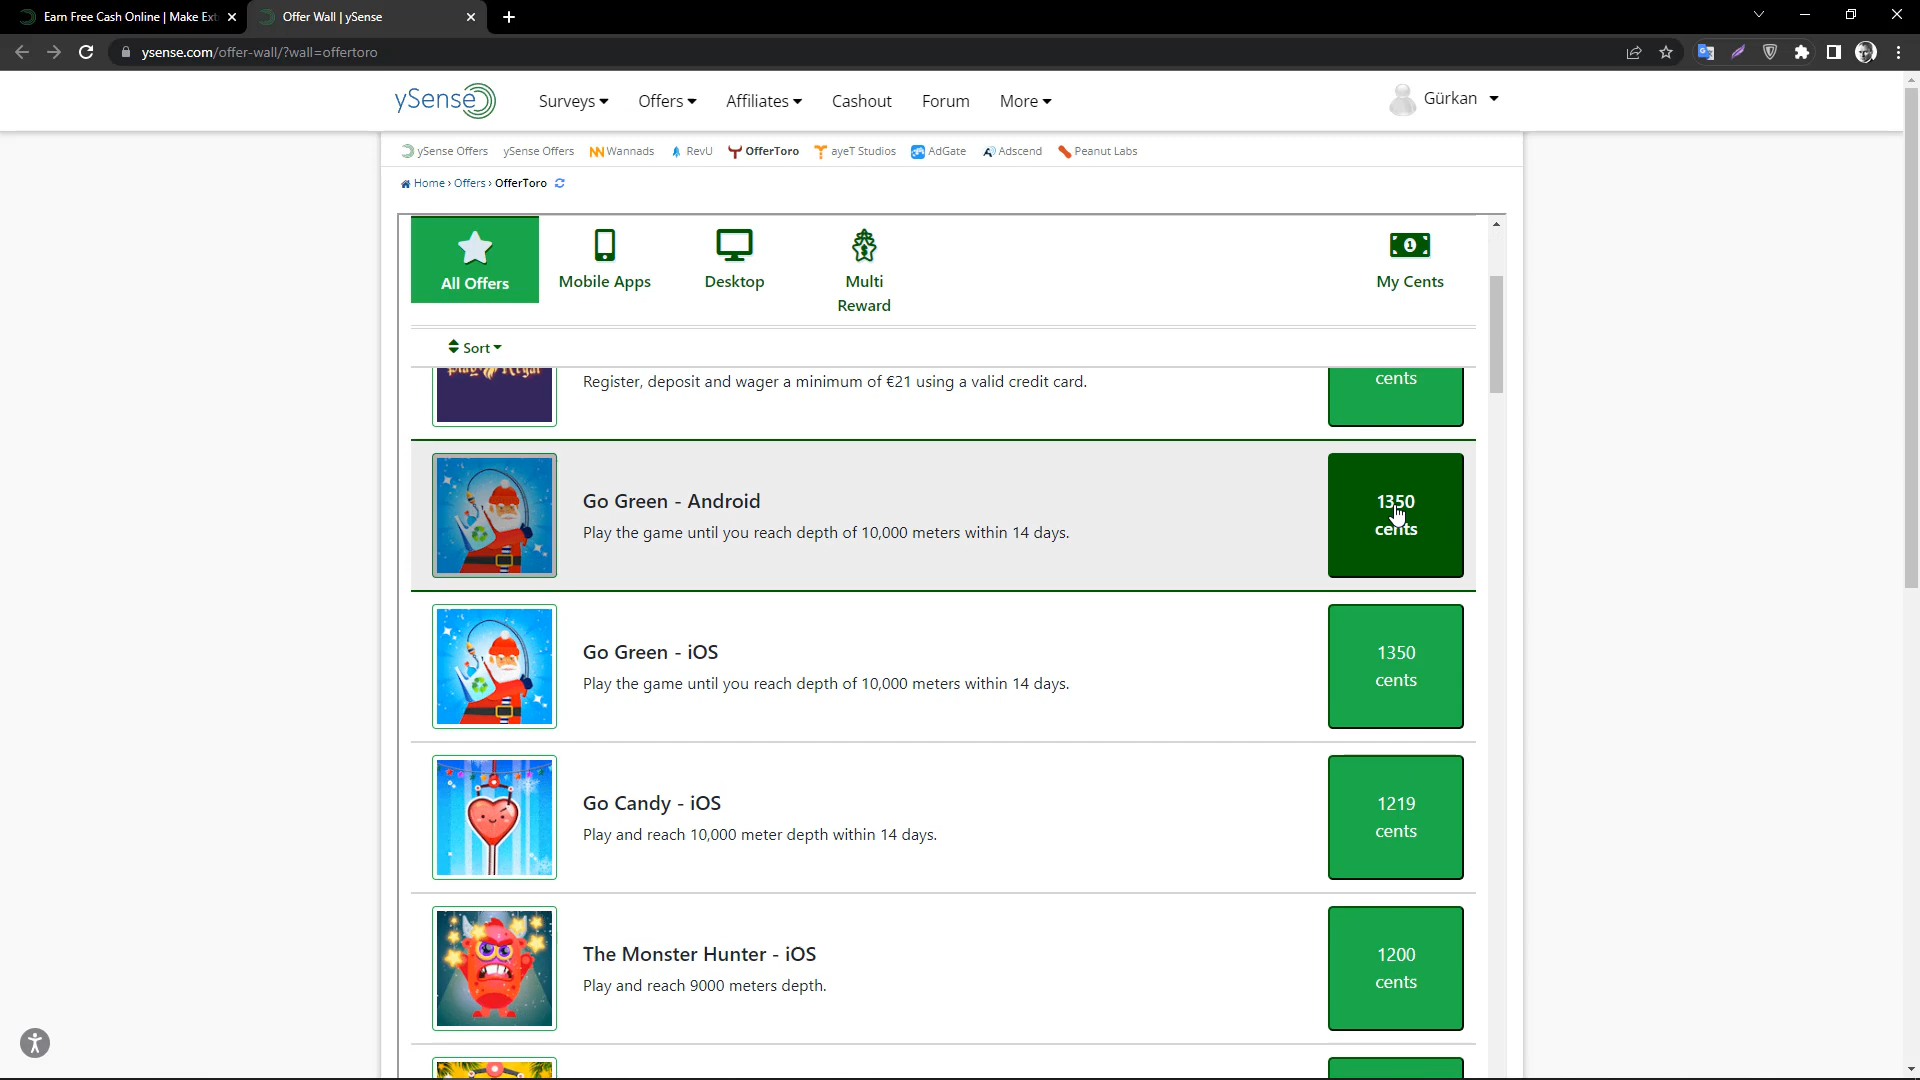 Earn Free Cash Online | Make Ext
Offer Wall | ySense
ysense.com/offer-wall/?wall=offertoro
ySense
Surveys
Offers
Affiliates
Cashout
Forum
More
Gürkan
ySense Offers
ySense Offers
Wannads
RevU
OfferToro
ayeT Studios
AdGate
Adscend
Peanut Labs
Home › Offers › OfferToro
All Offers
Mobile Apps
Desktop
Multi
Reward
1
My Cents
Sort
Register, deposit and wager a minimum of €21 using a valid credit card.
cents
Go Green - Android
Play the game until you reach depth of 10,000 meters within 14 days.
1350
cents
Go Green - iOS
Play the game until you reach depth of 10,000 meters within 14 days.
1350
cents
Go Candy - iOS
Play and reach 10,000 meter depth within 14 days.
1219
cents
The Monster Hunter - iOS
Play and reach 9000 meters depth.
1200
cents